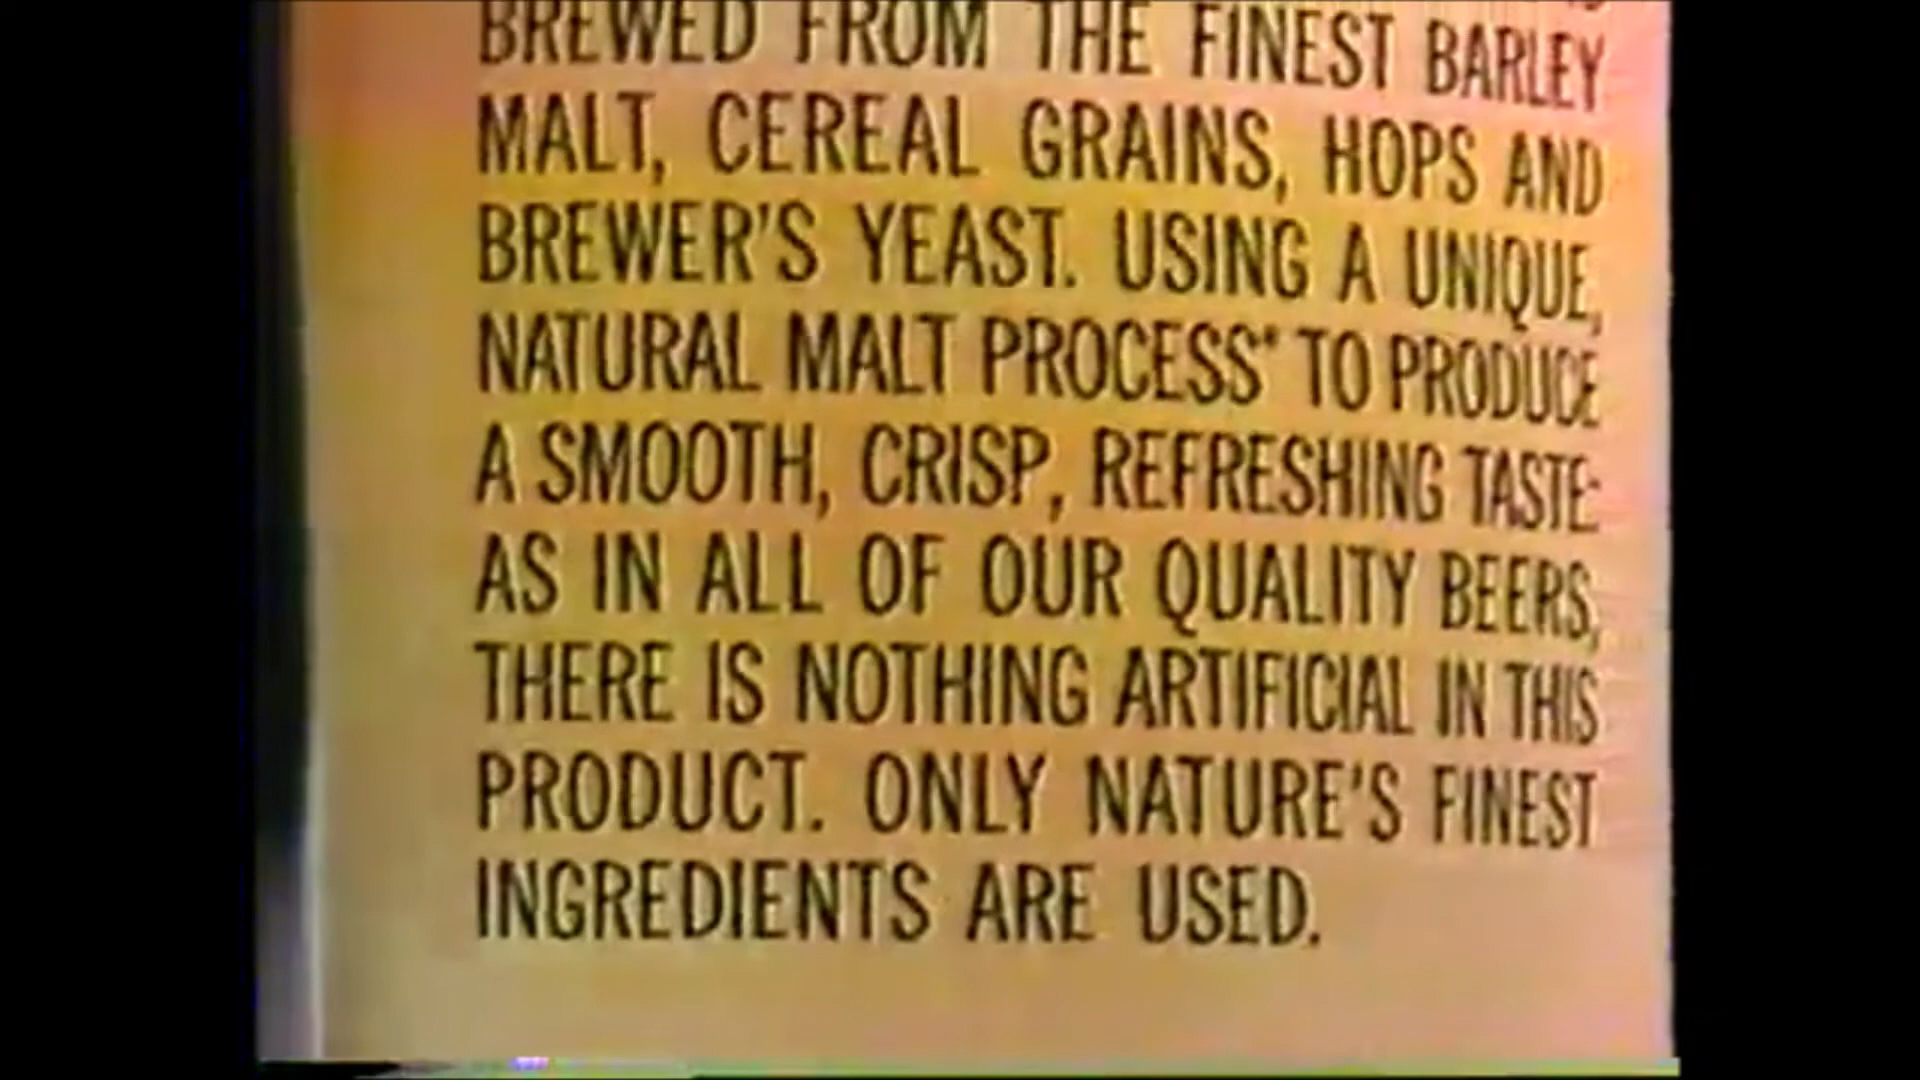 BREWED FROM THE FINEST BARLEY
MALT, CEREAL GRAINS, HOPS AND
BREWER'S YEAST. USING A UNIQUE,
NATURAL MALT PROCESS* TO PRODUCE
A SMOOTH, CRISP, REFRESHING TASTE.
AS IN ALL OF OUR QUALITY BEERS,
THERE IS NOTHING ARTIFICIAL IN THIS
PRODUCT. ONLY NATURE'S FINEST
INGREDIENTS ARE USED.